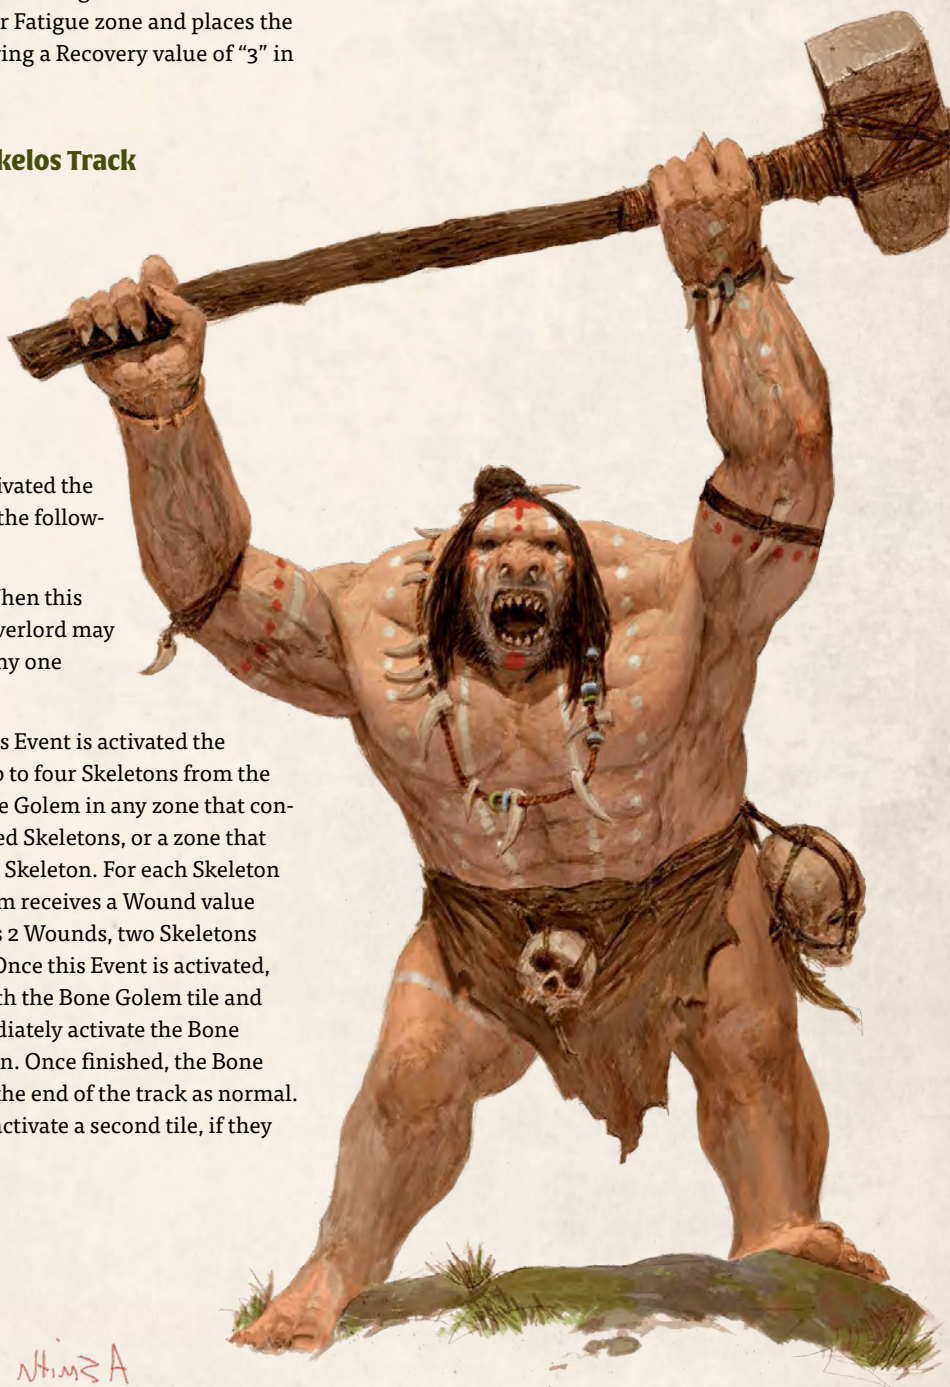 r Fatigue zone and places the
ing a Recovery value of “3” in
kelos Track
ivated the
the follow-
hen this
verlord may
ny one
s Event is activated the
to four Skeletons from the
e Golem in any zone that con-
ed Skeletons, or a zone that
Skeleton. For each Skeleton
m receives a Wound value
s 2 Wounds, two Skeletons
Once this Event is activated,
th the Bone Golem tile and
diately activate the Bone
n. Once finished, the Bone
the end of the track as normal.
activate a second tile, if they
A Smith